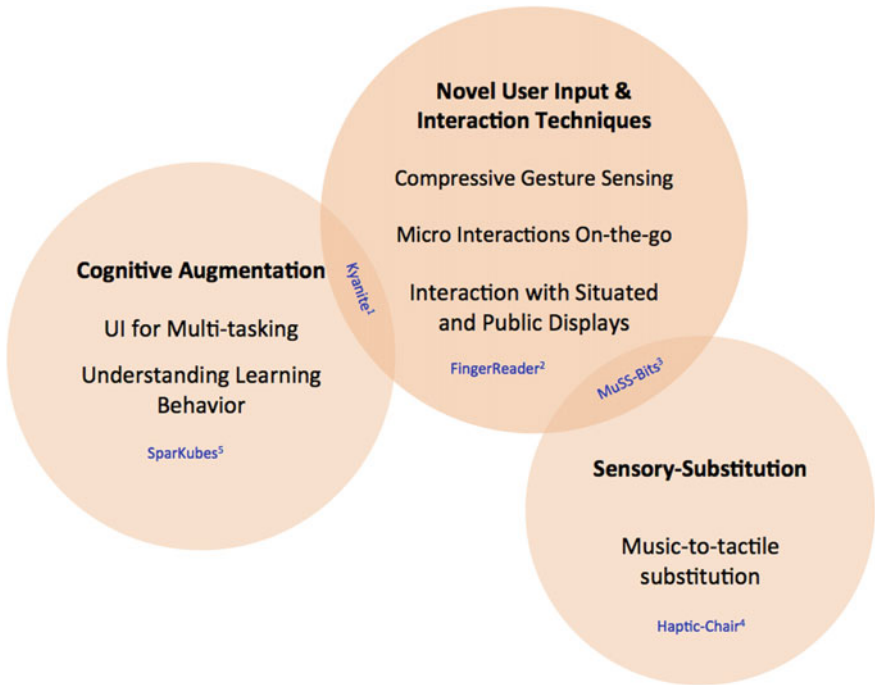 Novel User Input &
Interaction Techniques
Compressive Gesture Sensing
Micro Interactions On-the-go
Interaction with Situated
and Public Displays
FingerReader²
MuSS-Bits³
Kyanite¹
Cognitive Augmentation
UI for Multi-tasking
Understanding Learning
Behavior
SparKubes⁵
Sensory-Substitution
Music-to-tactile
substitution
Haptic-Chair⁴